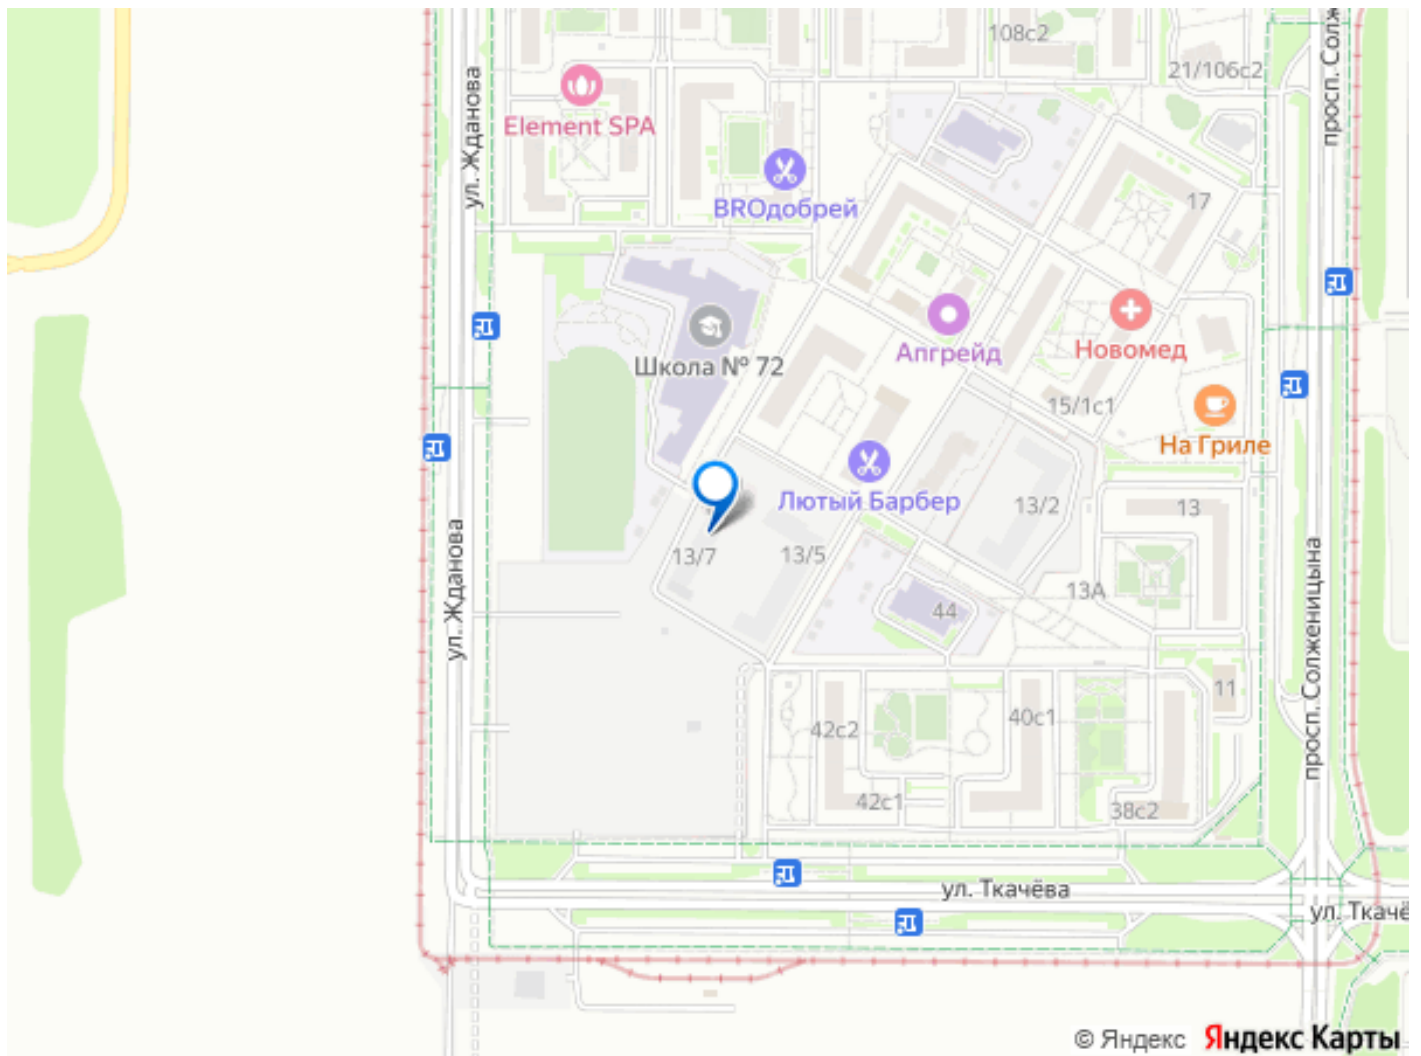 108с2
просп. Солж
21/106с2
ул. Жданова
Element SPA
BROдобрей
17
Школа № 72
Апгрейд
Новомед
15/1с1
На Гриле
Лютый Барбер
13/2
13
13/7
13/5
13А
44
ул. Жданова
просп. Солженицына
11
42с2
40с1
42с1
38с2
ул. Ткачёва
ул. Ткачё
© Яндекс Яндекс Карты